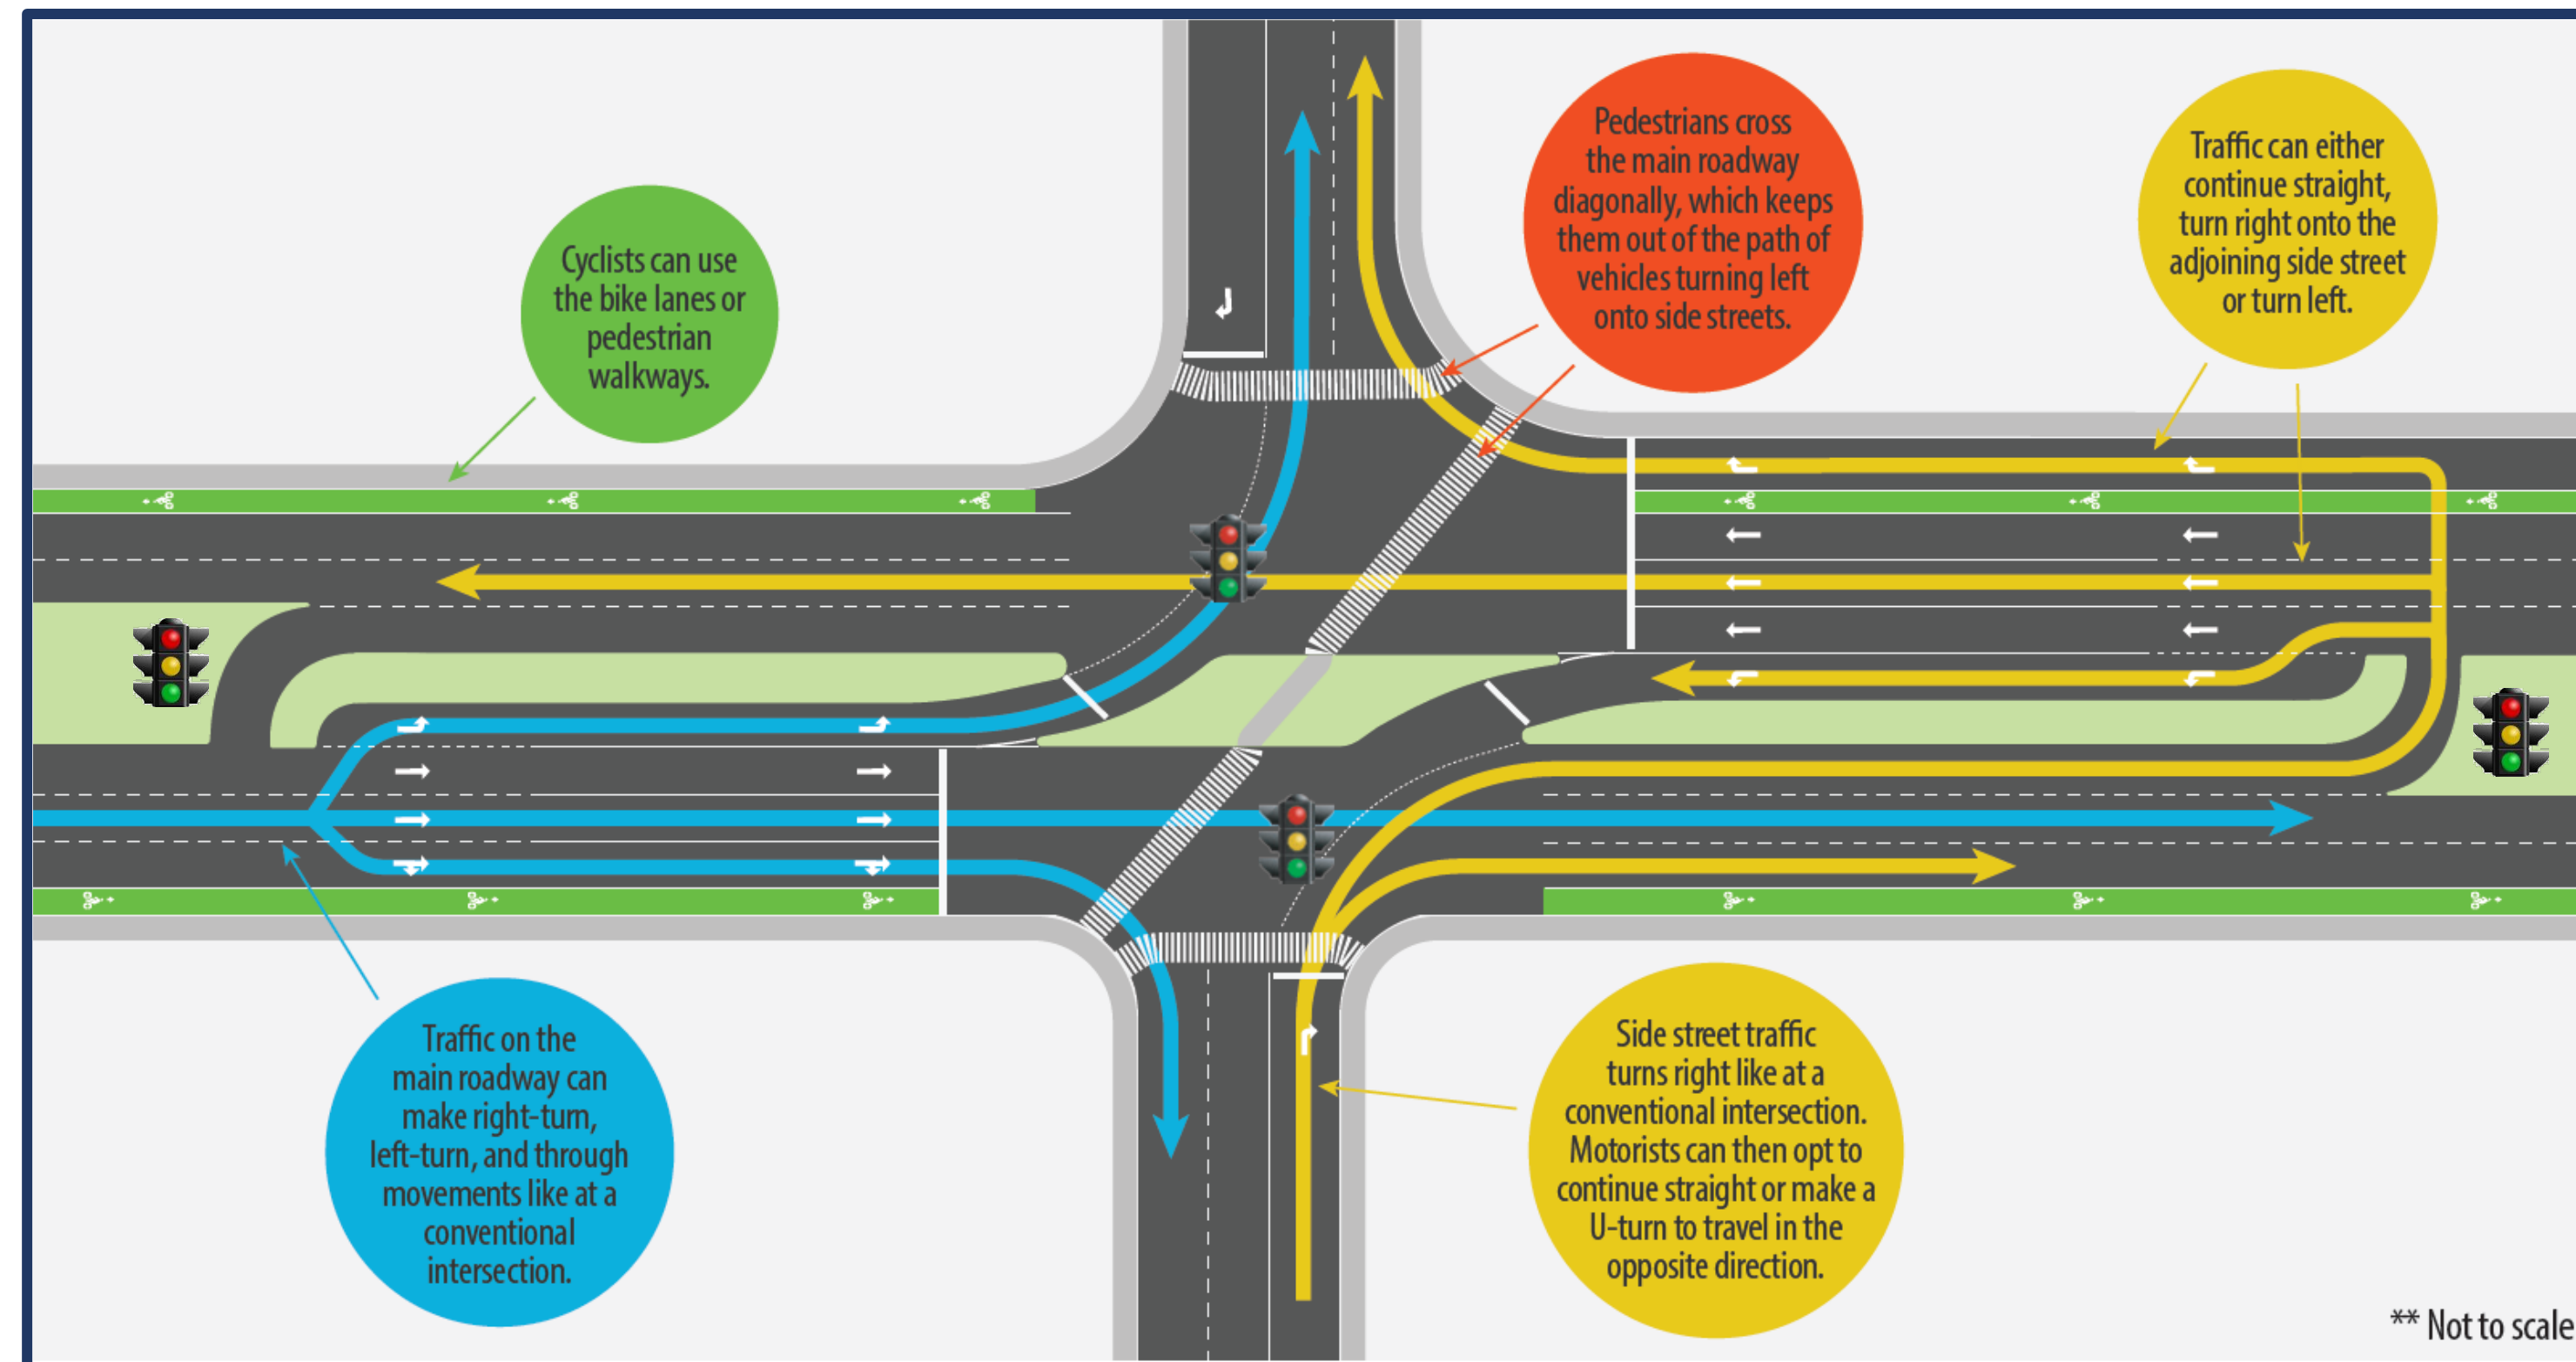 Pedestrians cross
the main roadway
diagonally, which keeps
them out of the path of
vehicles turning left
onto side streets.
Traffic can either
continue straight,
turn right onto the
adjoining side street
or turn left.
Cyclists can use
the bike lanes or
pedestrian
walkways.
Traffic on the
main roadway can
make right-turn,
left-turn, and through
movements like at a
conventional
intersection.
Side street traffic
turns right like at a
conventional intersection.
Motorists can then opt to
continue straight or make a
U-turn to travel in the
opposite direction.
** Not to scale